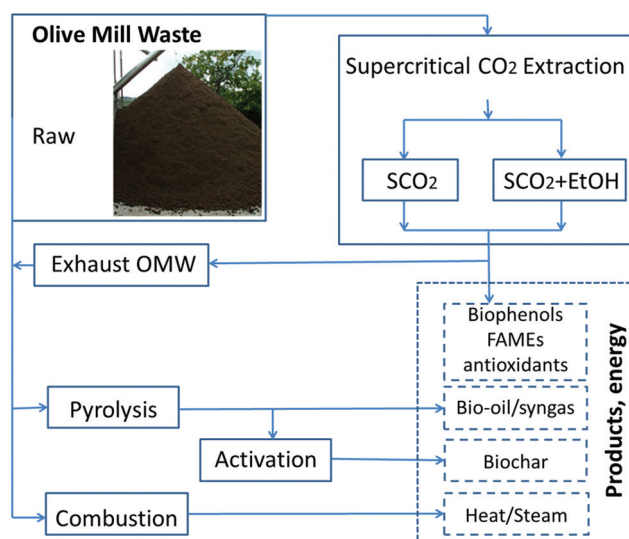 Olive Mill Waste
Raw
Supercritical CO2 Extraction
SCO2
SCO2+EtOH
Exhaust OMW
Biophenols
FAMEs
antioxidants
Pyrolysis
Bio-oil/syngas
Activation
Biochar
Combustion
Heat/Steam
Products, energy